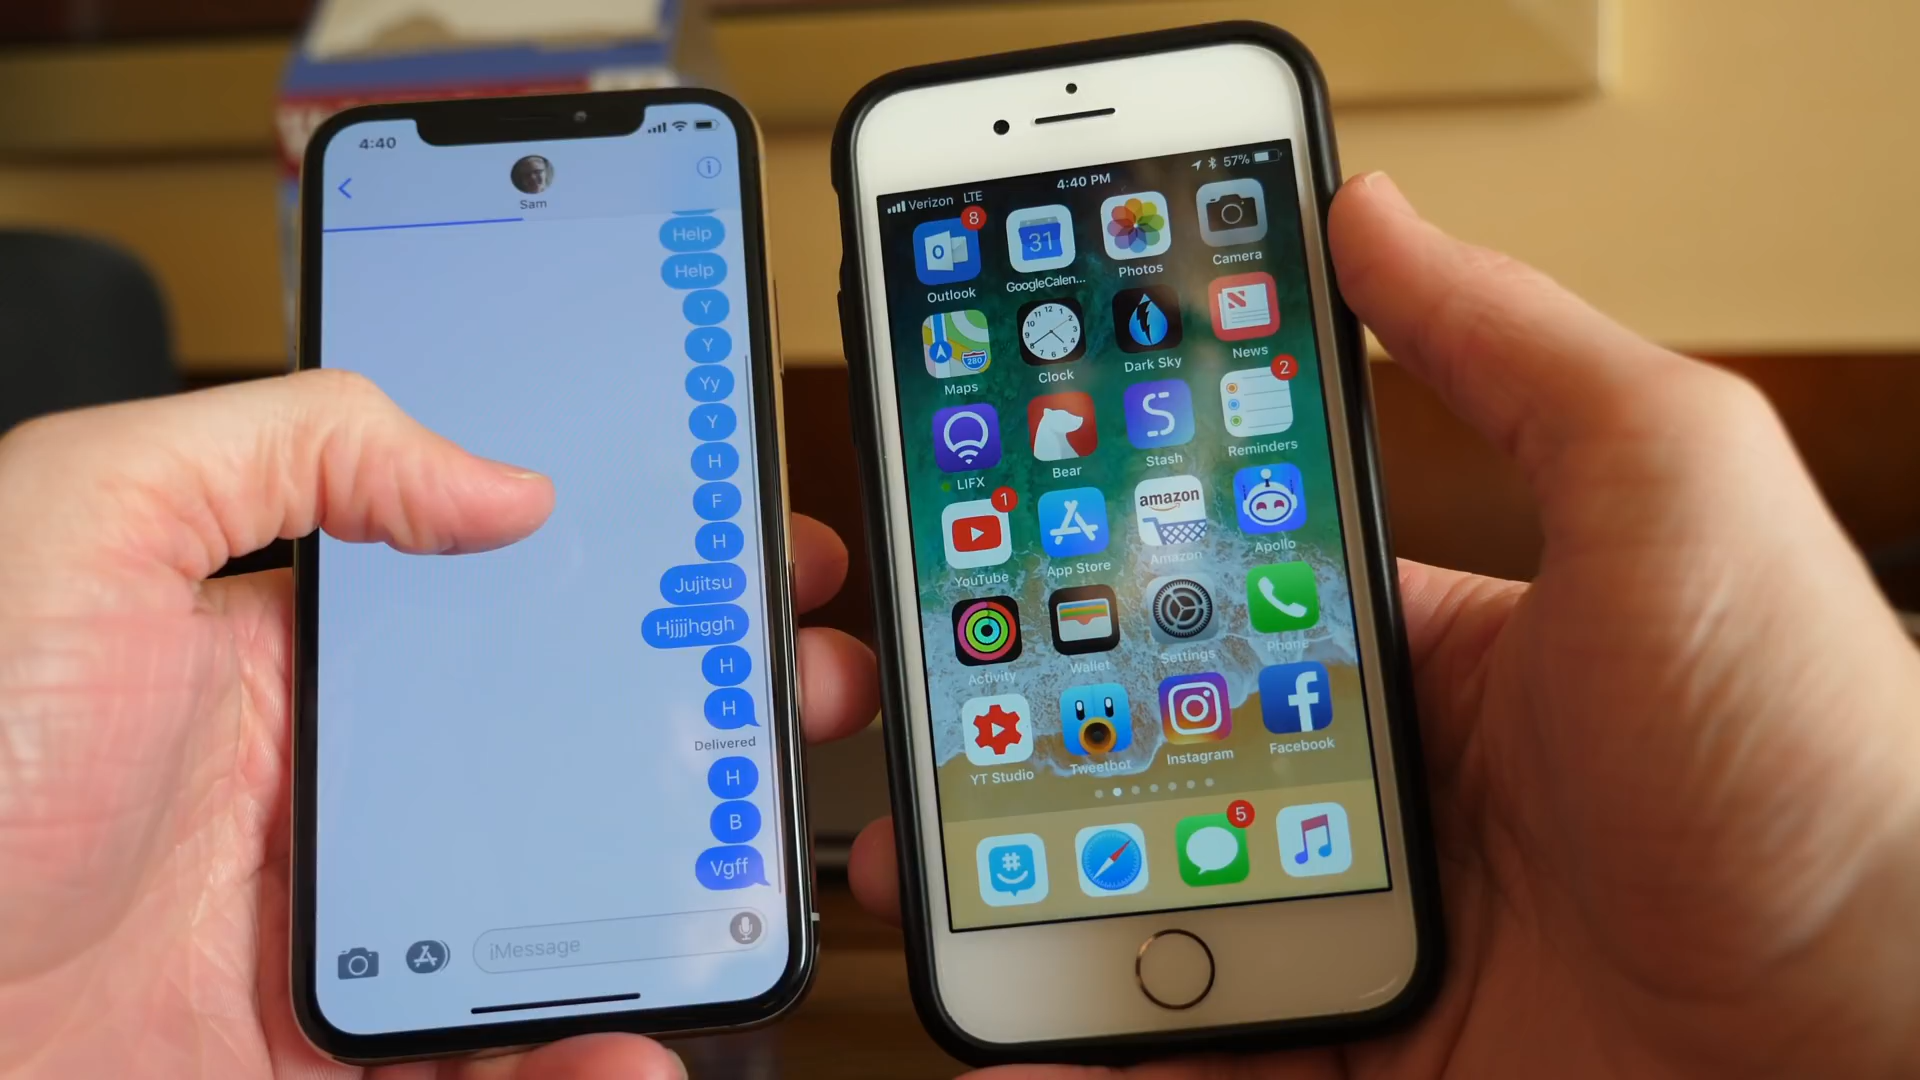 4:40
Sam
Help
Help
Y
Y
Yy
Y
H
F
H
Jujitsu
Hjjjjhggh
H
H
Delivered
H
B
Vgff
iMessage
Verizon LTE 4:40 PM 57%
8
Outlook
31
GoogleCalen...
Photos
Camera
280
Maps
Clock
Dark Sky
News
2
LIFX
Bear
Stash
Reminders
1
YouTube
App Store
amazon
Amazon
Apollo
Activity
Wallet
Settings
Phone
YT Studio
Tweetbot
Instagram
Facebook
5